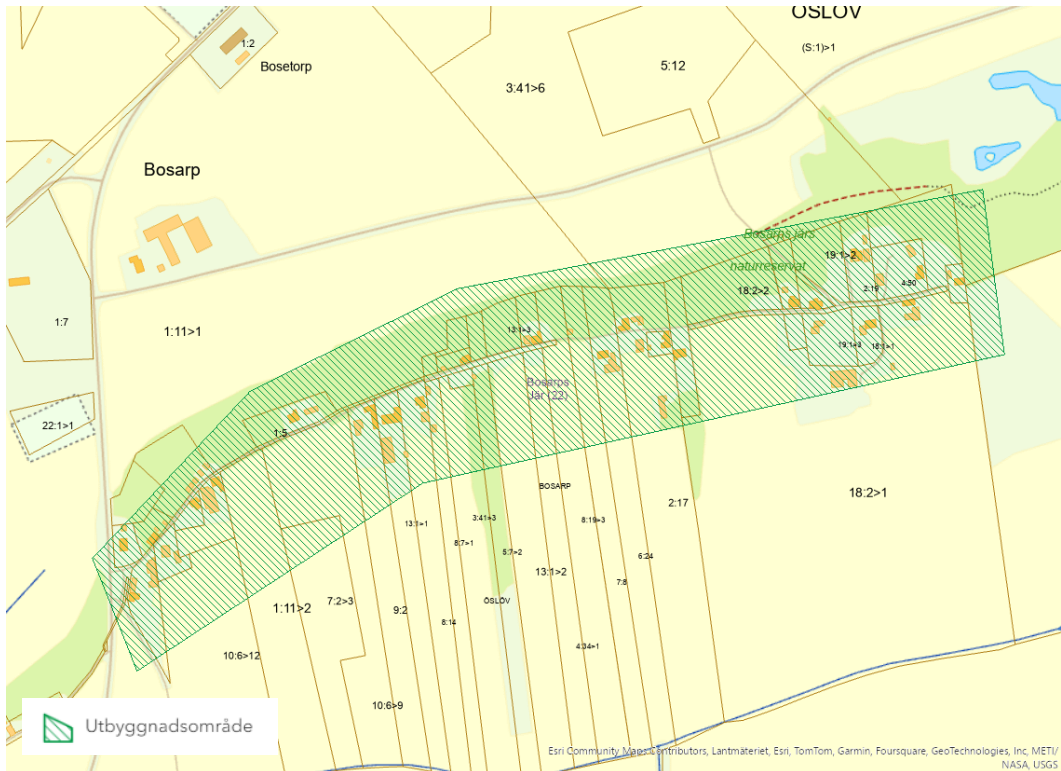 OSLÖV
1:2
(S:1)>1
Bosetorp
5:12
3:41>6
Bosarp
Bosarps järs
19:1>2
naturreservat
18:2>2
2:19
4:50
1:7
1:11>1
13:1>3
19:1>3
18:1>1
Bosarps
Jär (22)
22:1>1
1:5
BOSARP
18:2>1
2:17
13:1>1
3:41>3
8:19>3
8:7>1
5:7>2
6:24
13:1>2
7:8
7:2>3
ÖSLÖV
1:11>2
9:2
8:14
4:34>1
10:6>12
10:6>9
Utbyggnadsområde
Esri Community Maps Contributors, Lantmäteriet, Esri, TomTom, Garmin, Foursquare, GeoTechnologies, Inc, METI/
NASA, USGS